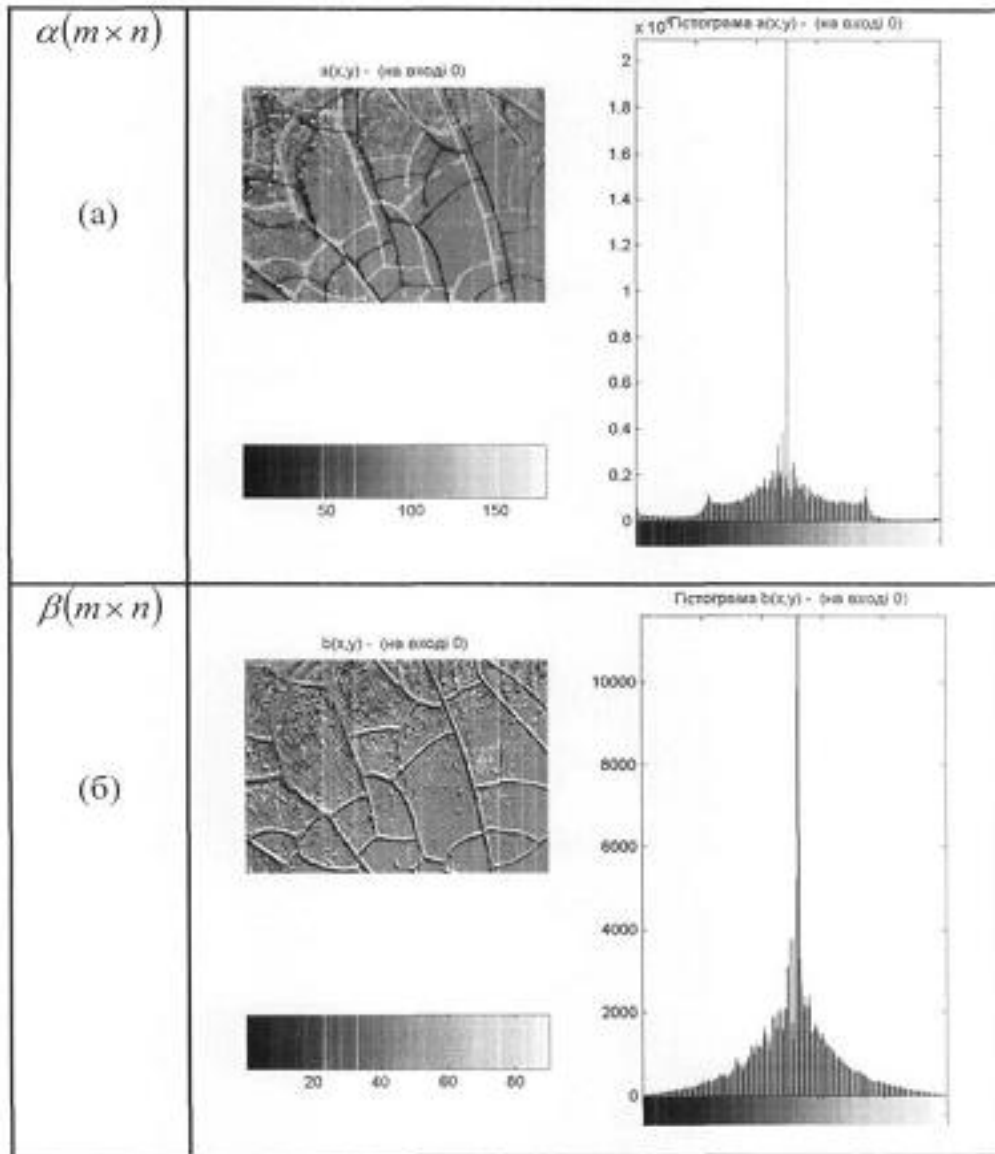 α(m × n)
(а)
a(x,y) - (на вході 0)
50 100 150
x 10⁴ Гістограма a(x,y) - (на вході 0)
2
1.8
1.6
1.4
1.2
1
0.8
0.6
0.4
0.2
0
β(m × n)
(б)
b(x,y) - (на вході 0)
20 40 60 80
Гістограма b(x,y) - (на вході 0)
10000
8000
6000
4000
2000
0